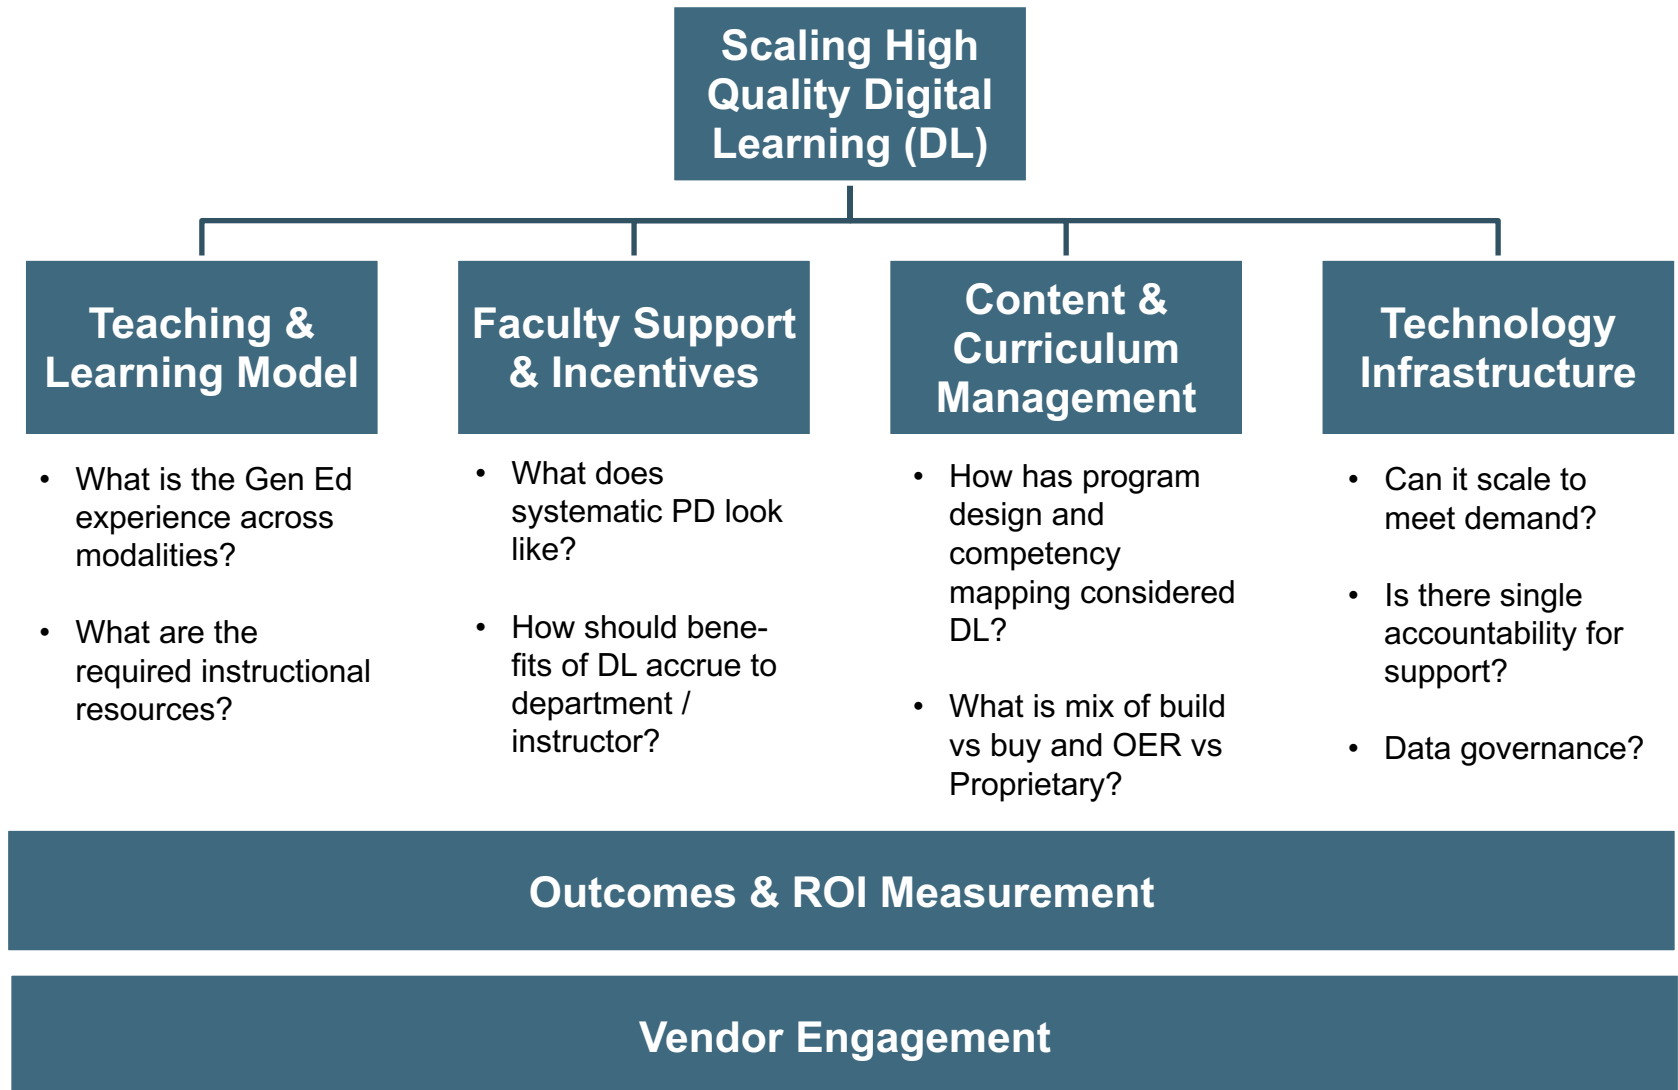 Scaling High
Quality Digital
Learning (DL)
Teaching &
Learning Model
• What is the Gen Ed
experience across
modalities?
• What are the
required instructional
resources?
Faculty Support
& Incentives
• What does
systematic PD look
like?
• How should bene-
fits of DL accrue to
department /
instructor?
Content &
Curriculum
Management
• How has program
design and
competency
mapping considered
DL?
• What is mix of build
vs buy and OER vs
Proprietary?
Technology
Infrastructure
• Can it scale to
meet demand?
• Is there single
accountability for
support?
• Data governance?
Outcomes & ROI Measurement
Vendor Engagement